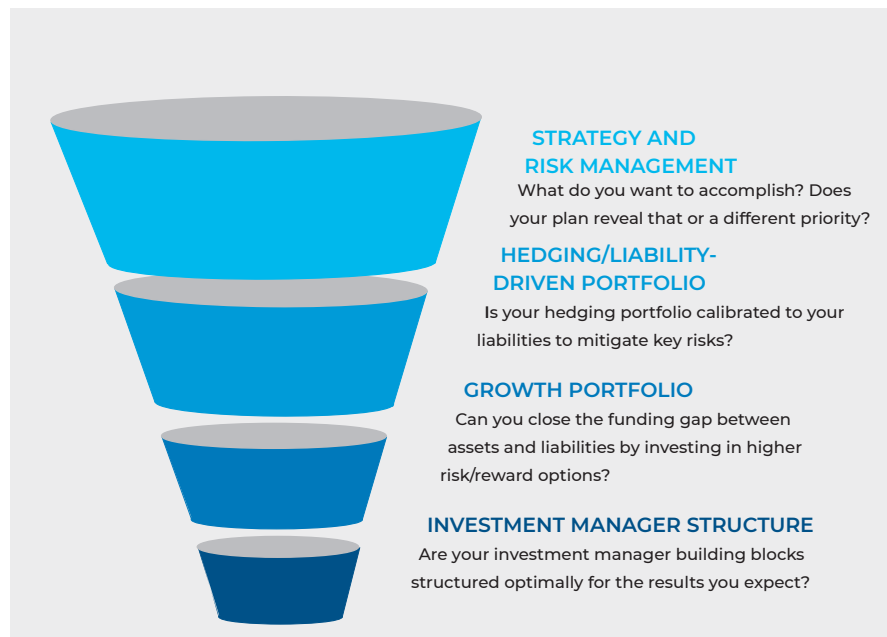 STRATEGY AND
RISK MANAGEMENT
What do you want to accomplish? Does
your plan reveal that or a different priority?
HEDGING/LIABILITY-
DRIVEN PORTFOLIO
Is your hedging portfolio calibrated to your
liabilities to mitigate key risks?
GROWTH PORTFOLIO
Can you close the funding gap between
assets and liabilities by investing in higher
risk/reward options?
INVESTMENT MANAGER STRUCTURE
Are your investment manager building blocks
structured optimally for the results you expect?